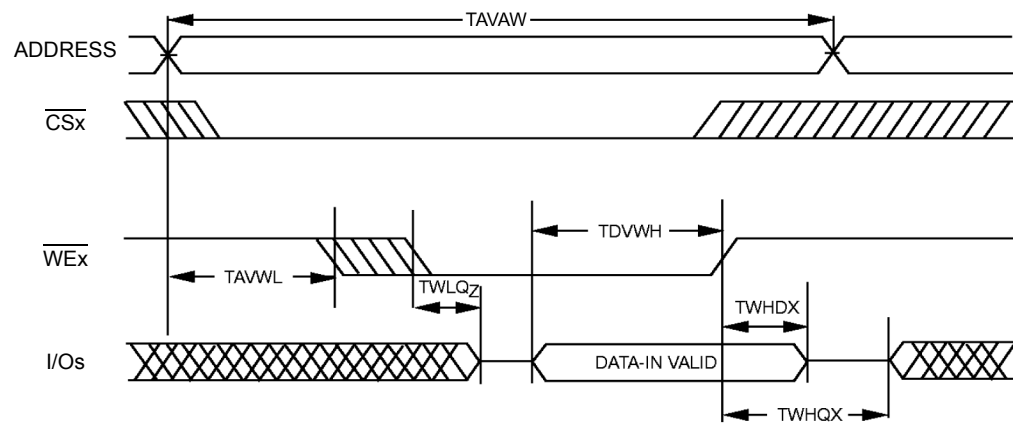 TAVAW
ADDRESS
CSx
WEx
TDVWH
TAVWL
TWLQZ
TWHDX
I/Os
DATA-IN VALID
TWHQX